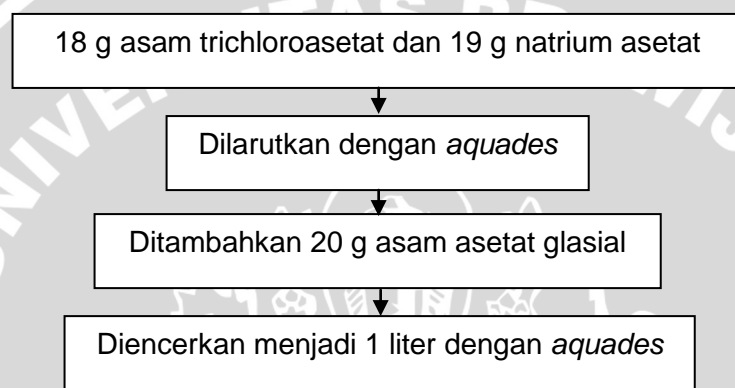 18 g asam trichloroasetat dan 19 g natrium asetat
Dilarutkan dengan aquades
Ditambahkan 20 g asam asetat glasial
Diencerkan menjadi 1 liter dengan aquades